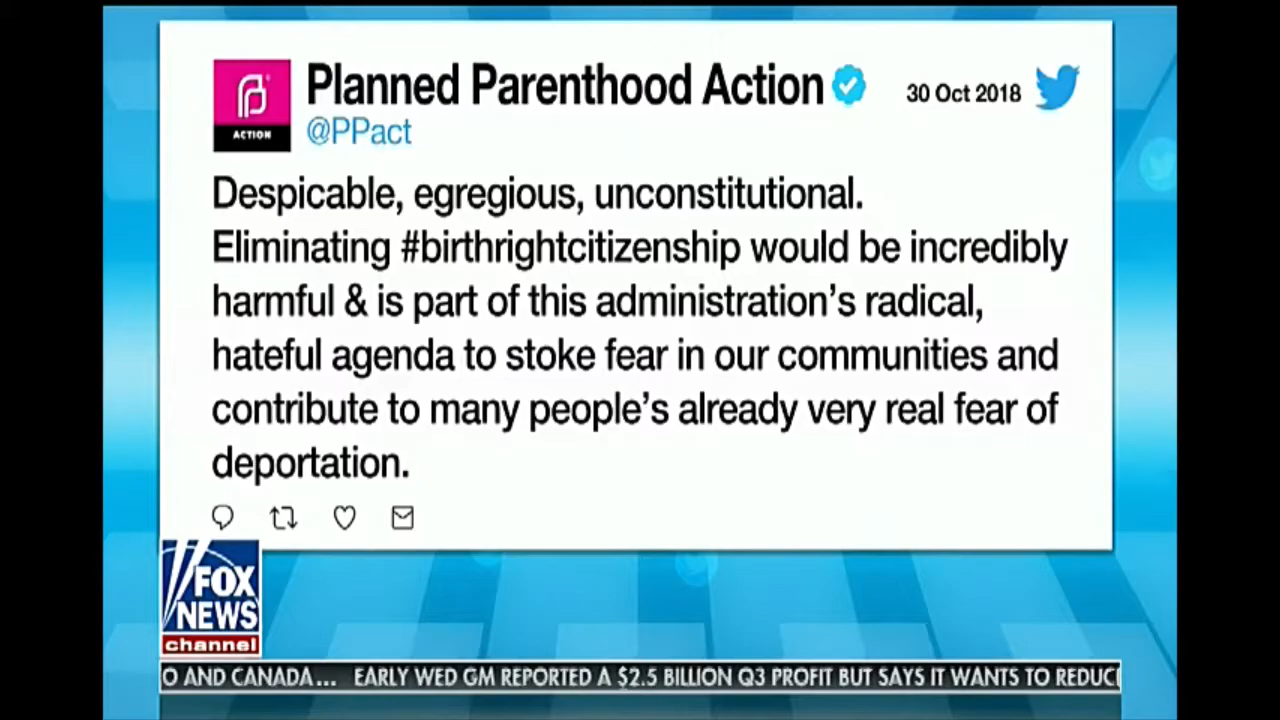 Planned Parenthood Action
30 Oct 2018
@PPact
ACTION
Despicable, egregious, unconstitutional.
Eliminating #birthrightcitizenship would be incredibly
harmful & is part of this administration’s radical,
hateful agenda to stoke fear in our communities and
contribute to many people’s already very real fear of
deportation.
FOX
NEWS
channel
O AND CANADA... EARLY WED GM REPORTED A $2.5 BILLION Q3 PROFIT BUT SAYS IT WANTS TO REDUC